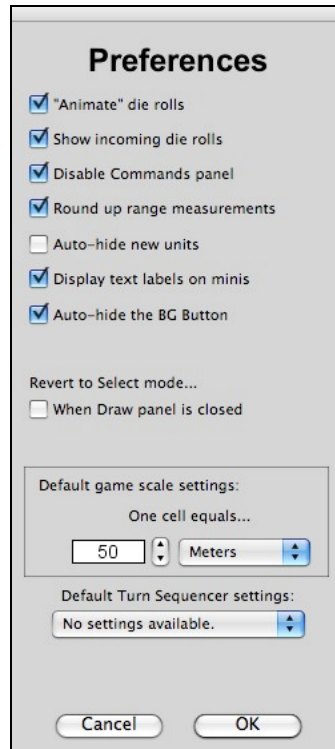 Preferences
"Animate" die rolls
Show incoming die rolls
Disable Commands panel
Round up range measurements
Auto-hide new units
Display text labels on minis
Auto-hide the BG Button
Revert to Select mode...
When Draw panel is closed
Default game scale settings:
One cell equals...
50 Meters
Default Turn Sequencer settings:
No settings available.
Cancel OK